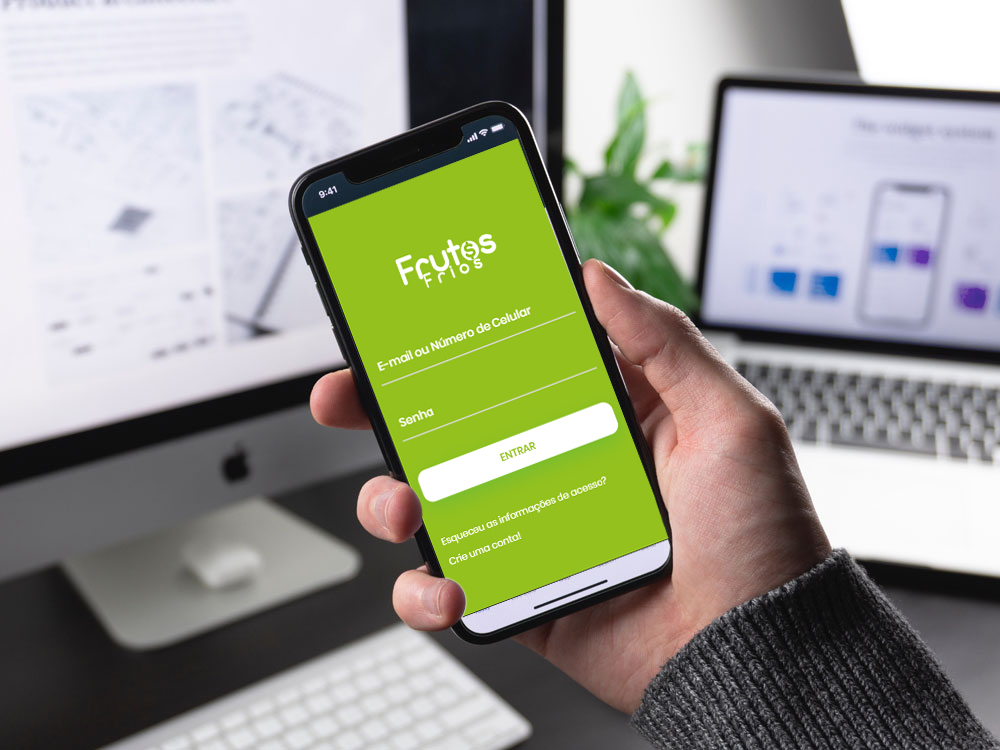 9:41
Frutos
Frios
E-mail ou Número de Celular
Senha
ENTRAR
Esqueceu as informações de acesso?
Crie uma conta!